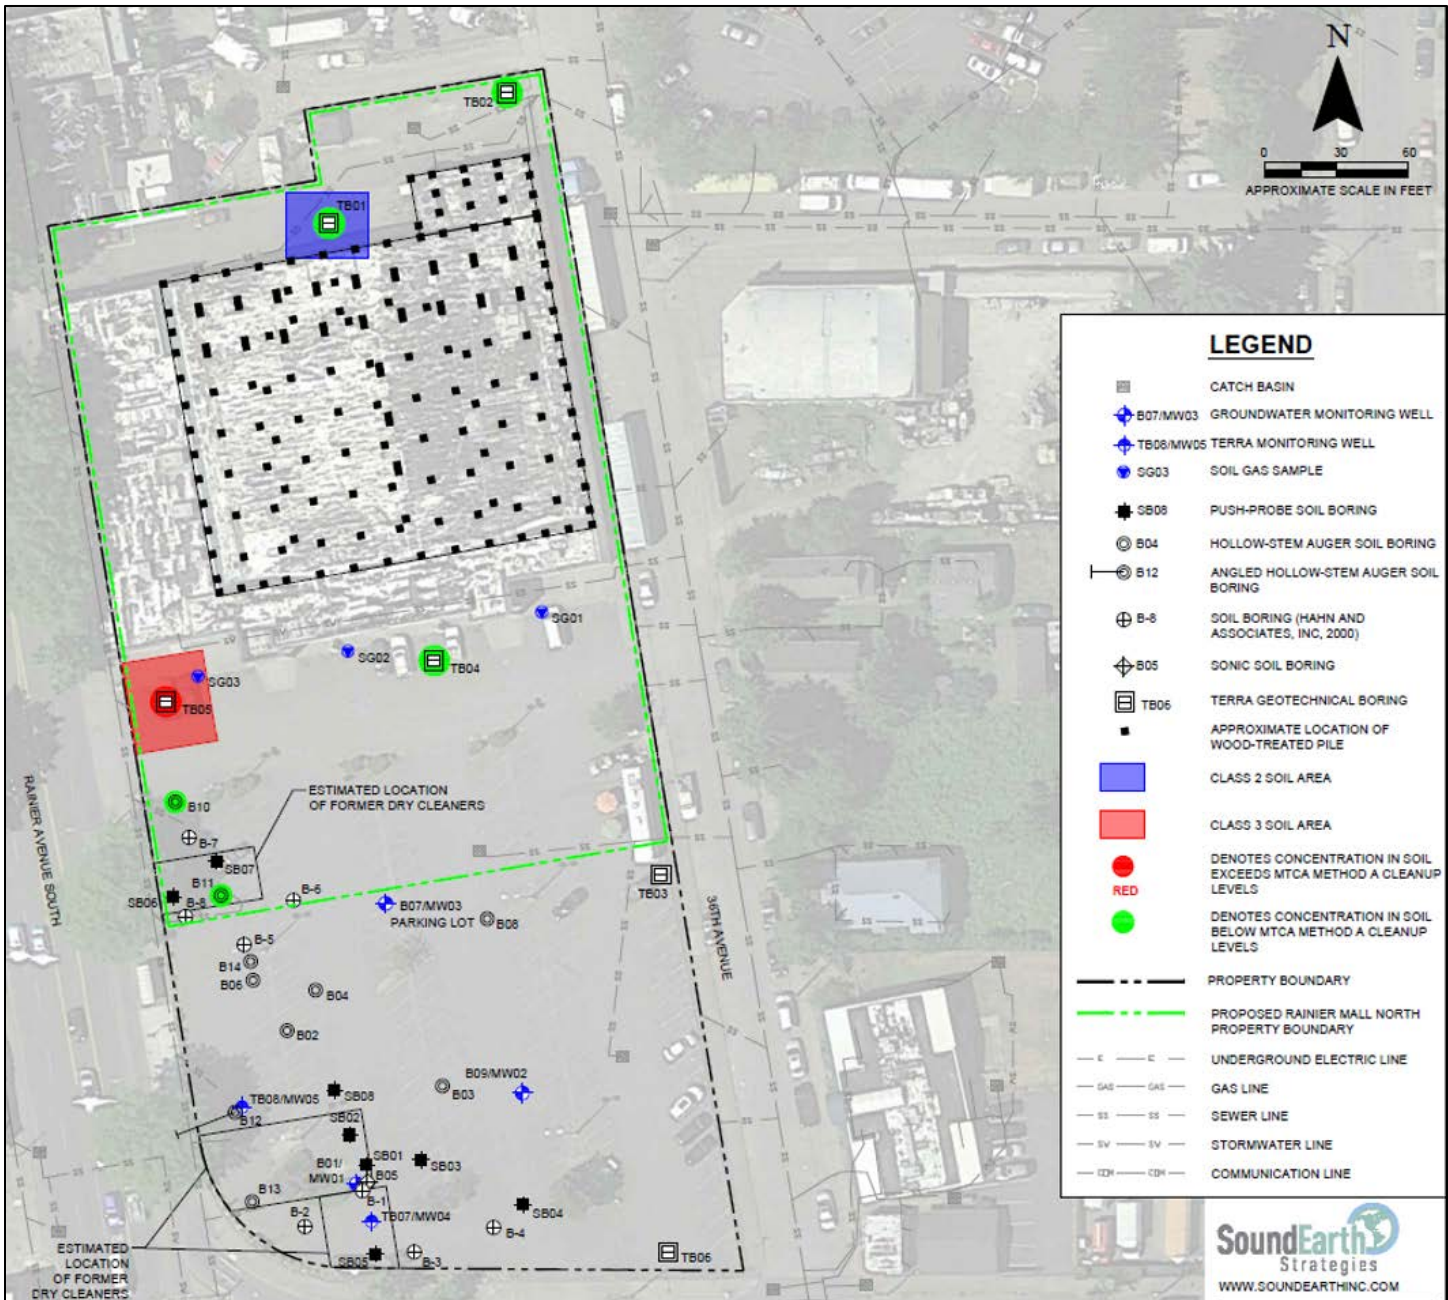 N
0 30 60
APPROXIMATE SCALE IN FEET
TB02
TB01
SG01
SG02
TB04
SG03
TB05
ESTIMATED LOCATION
OF FORMER DRY CLEANERS
B10
B-7
SB07
B11
SB06
B-8
B-6
B07/MW03
PARKING LOT
B08
TB03
RAINIER AVENUE SOUTH
36TH AVENUE
B-5
B14
B06
B04
B02
B09/MW02
B03
SB08
TB08/MW05
B12
SB02
SB01
SB03
B01/
MW01
B05
B-1
B13
B-2
TB07/MW04
SB04
B-4
SB05
B-3
TB06
ESTIMATED
LOCATION
OF FORMER
DRY CLEANERS
LEGEND
CATCH BASIN
B07/MW03 GROUNDWATER MONITORING WELL
TB08/MW05 TERRA MONITORING WELL
SG03 SOIL GAS SAMPLE
SB08 PUSH-PROBE SOIL BORING
B04 HOLLOW-STEM AUGER SOIL BORING
B12 ANGLED HOLLOW-STEM AUGER SOIL
BORING
B-8 SOIL BORING (HAHN AND
ASSOCIATES, INC, 2000)
B05 SONIC SOIL BORING
TB06 TERRA GEOTECHNICAL BORING
APPROXIMATE LOCATION OF
WOOD-TREATED PILE
CLASS 2 SOIL AREA
CLASS 3 SOIL AREA
DENOTES CONCENTRATION IN SOIL
EXCEEDS MTCA METHOD A CLEANUP
RED LEVELS
DENOTES CONCENTRATION IN SOIL
BELOW MTCA METHOD A CLEANUP
LEVELS
PROPERTY BOUNDARY
PROPOSED RAINIER MALL NORTH
PROPERTY BOUNDARY
E E UNDERGROUND ELECTRIC LINE
GAS GAS GAS LINE
SS SS SEWER LINE
SV SV STORMWATER LINE
COM COM COMMUNICATION LINE
SoundEarth
Strategies
WWW.SOUNDEARTHINC.COM